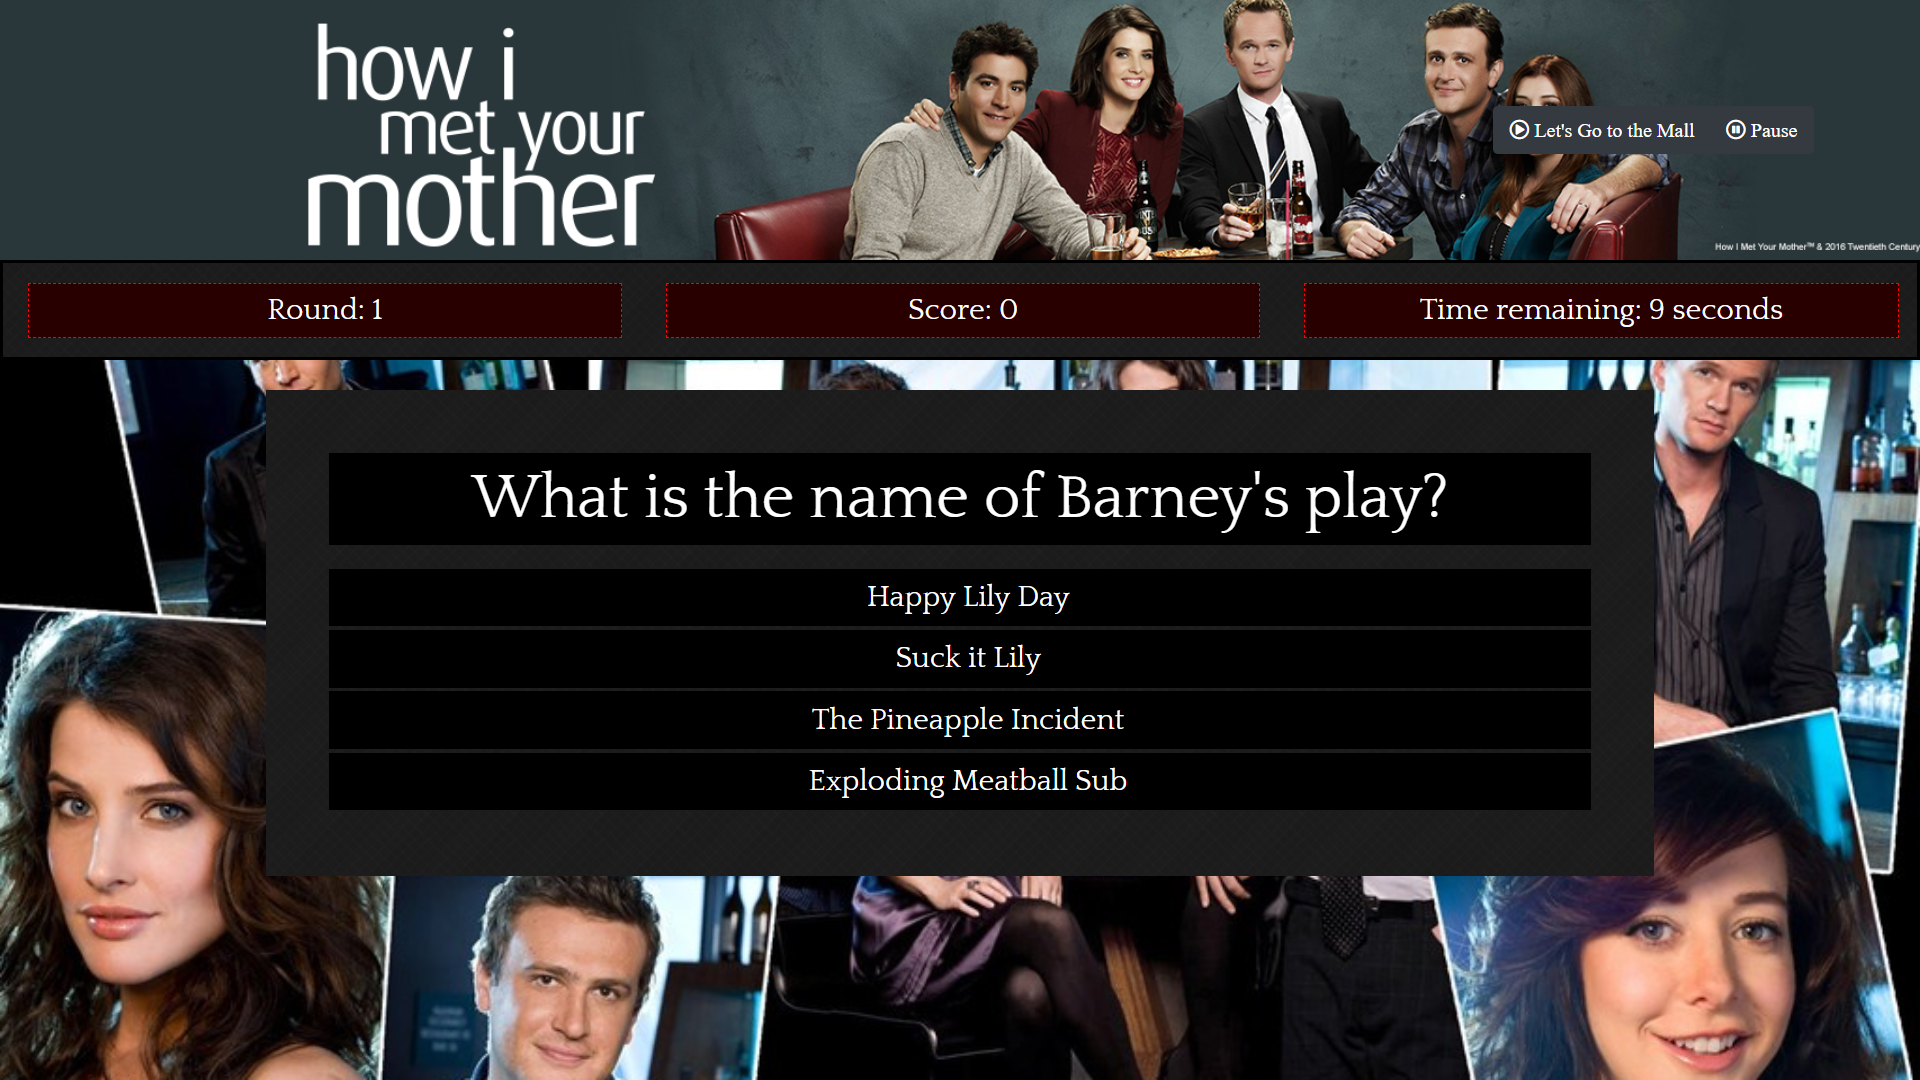 how i
met your
mother
Let's Go to the Mall
Pause
How I Met Your Mother™ & 2016 Twentieth Century
Round: 1
Score: 0
Time remaining: 9 seconds
What is the name of Barney's play?
Happy Lily Day
Suck it Lily
The Pineapple Incident
Exploding Meatball Sub